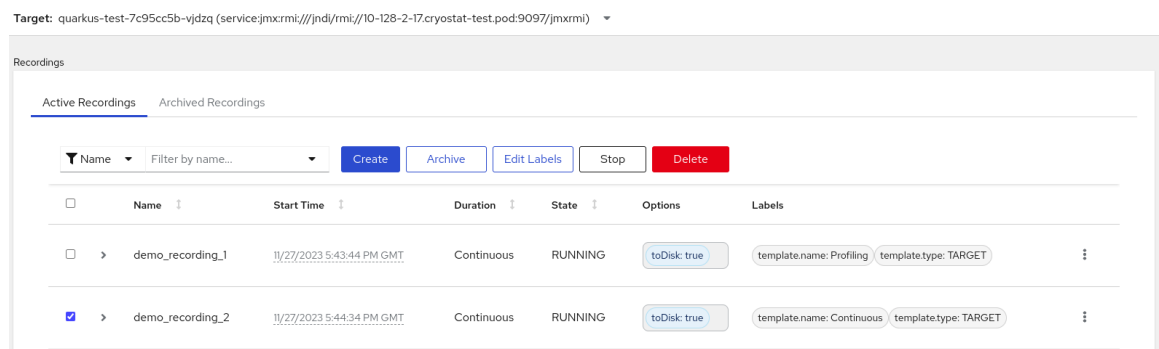 Target: quarkus-test-7c95cc5b-vjdzq (service:jmx:rmi:///jndi/rmi://10-128-2-17.cryostat-test.pod:9097/jmxrmi)
Recordings
Active Recordings Archived Recordings
Name Filter by name... Create Archive Edit Labels Stop Delete
Name Start Time Duration State Options Labels
demo_recording_1 11/27/2023 5:43:44 PM GMT Continuous RUNNING toDisk: true template.name: Profiling template.type: TARGET
demo_recording_2 11/27/2023 5:44:34 PM GMT Continuous RUNNING toDisk: true template.name: Continuous template.type: TARGET